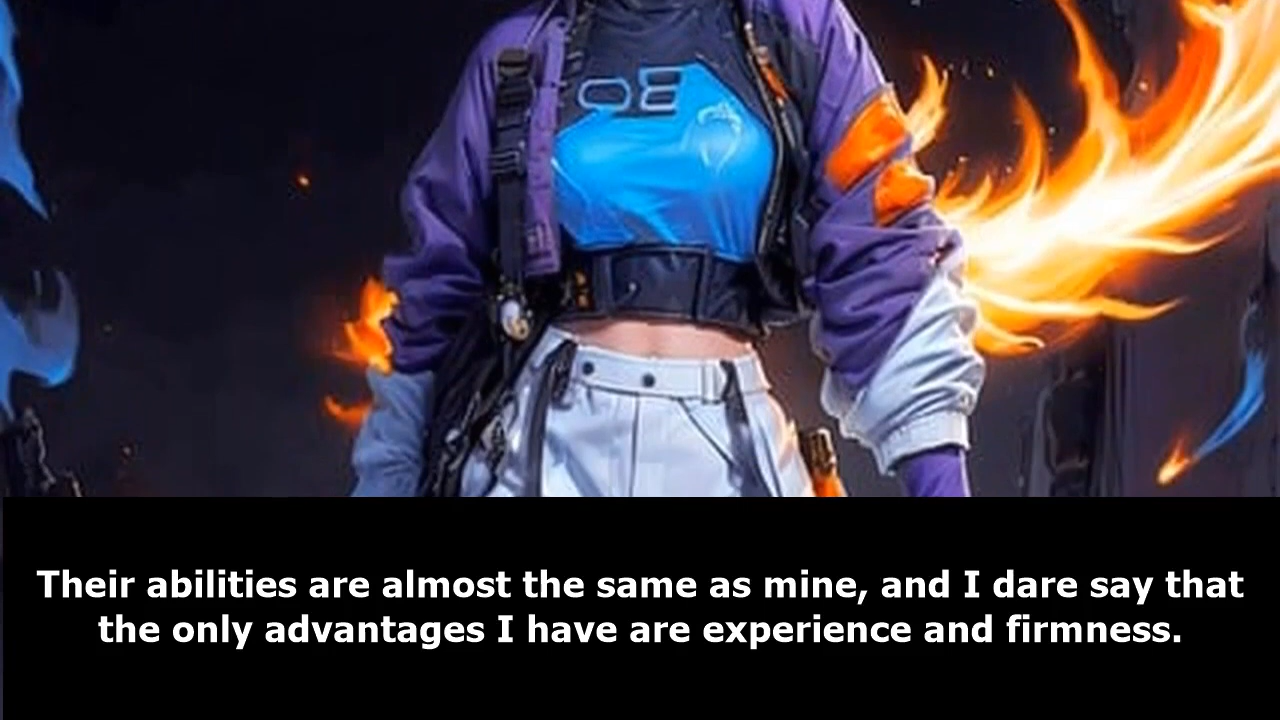 Their abilities are almost the same as mine, and I dare say that
the only advantages I have are experience and firmness.